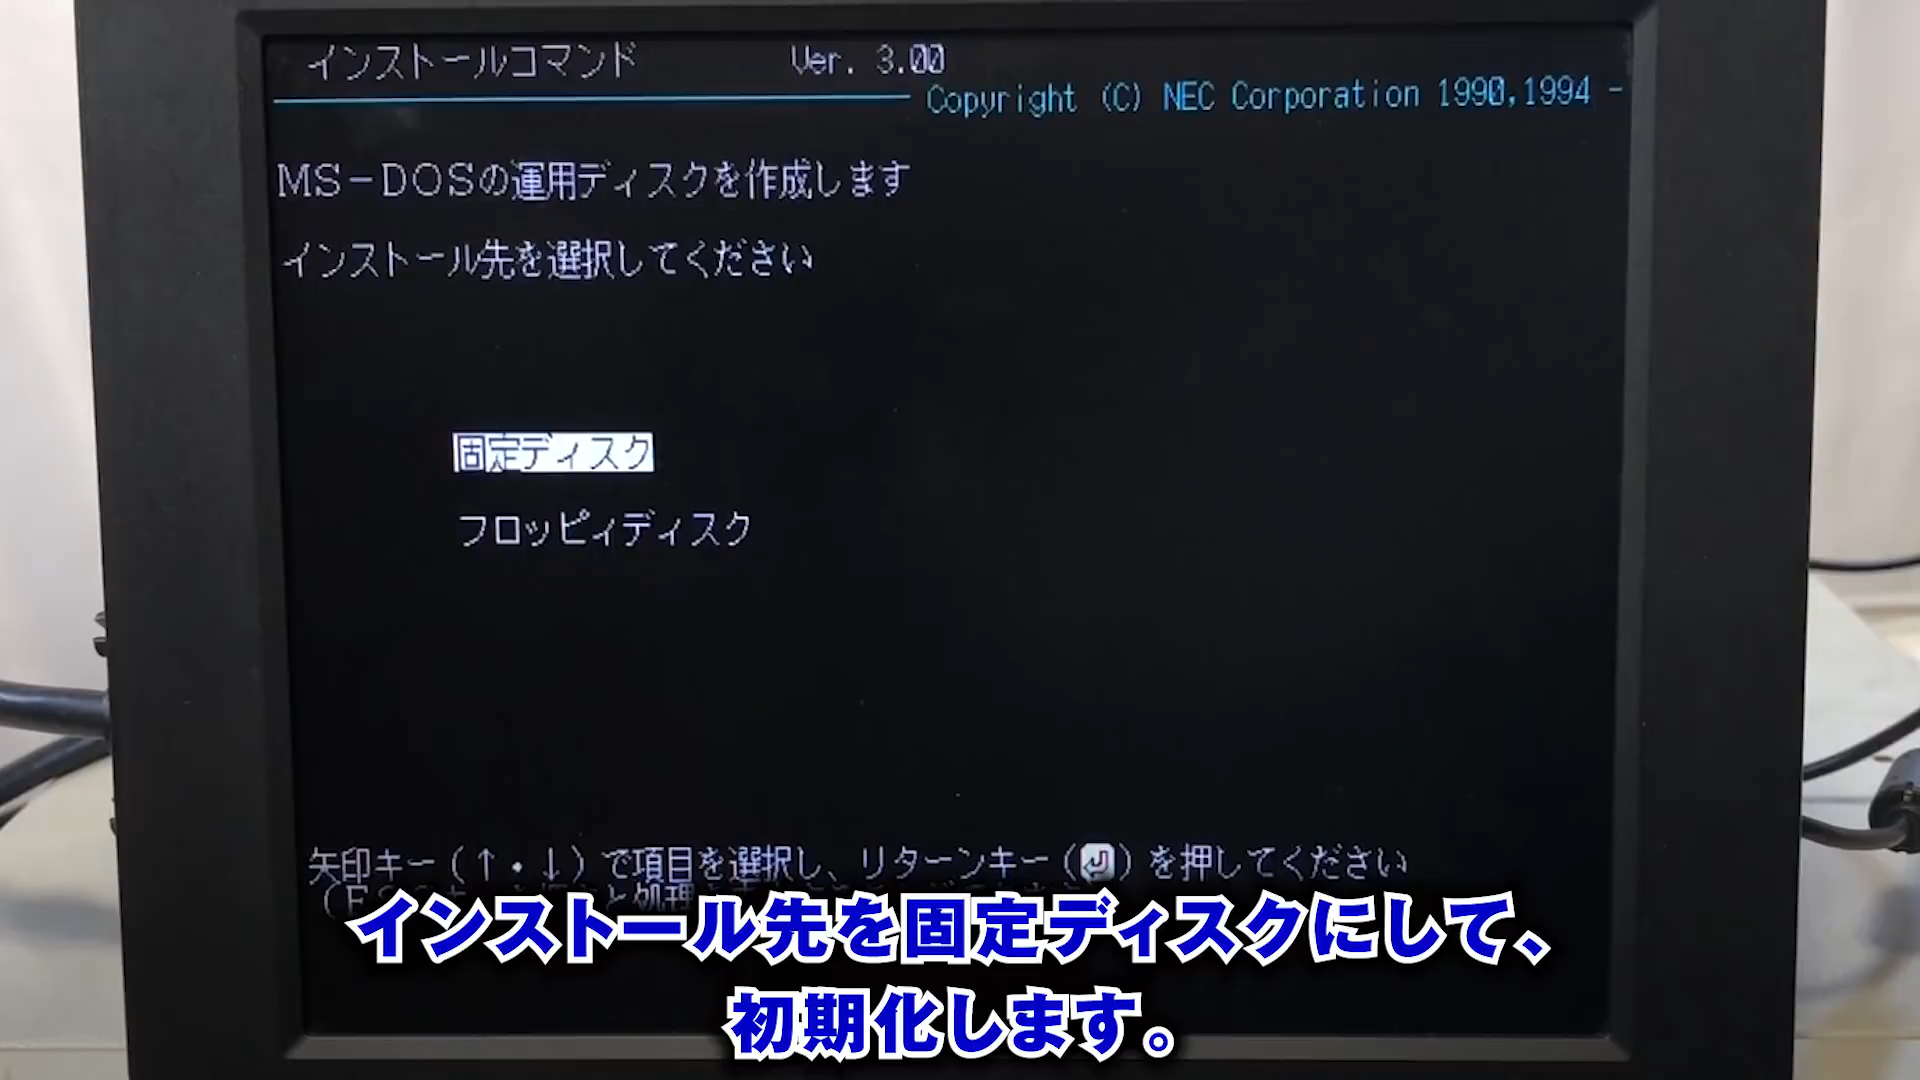 インストールコマンド Ver. 3.00
Copyright (C) NEC Corporation 1990,1994 -
MS-DOSの運用ディスクを作成します
インストール先を選択してください
固定ディスク
フロッピィディスク
矢印キー(↑・↓)で項目を選択し、リターンキー(⏎)を押してください
インストール先を固定ディスクにして、
初期化します。